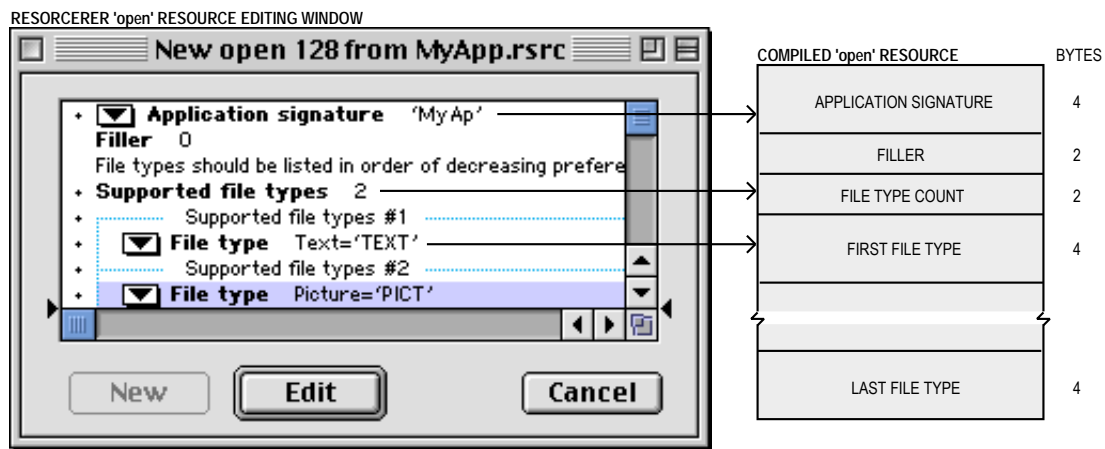 RESORCERER 'open' RESOURCE EDITING WINDOW
New open 128 from MyApp.rsrc
Application signature 'MyAp'
Filler 0
File types should be listed in order of decreasing prefere
Supported file types 2
Supported file types #1
File type Text='TEXT'
Supported file types #2
File type Picture='PICT'
New Edit Cancel
COMPILED 'open' RESOURCE BYTES
APPLICATION SIGNATURE 4
FILLER 2
FILE TYPE COUNT 2
FIRST FILE TYPE 4
LAST FILE TYPE 4